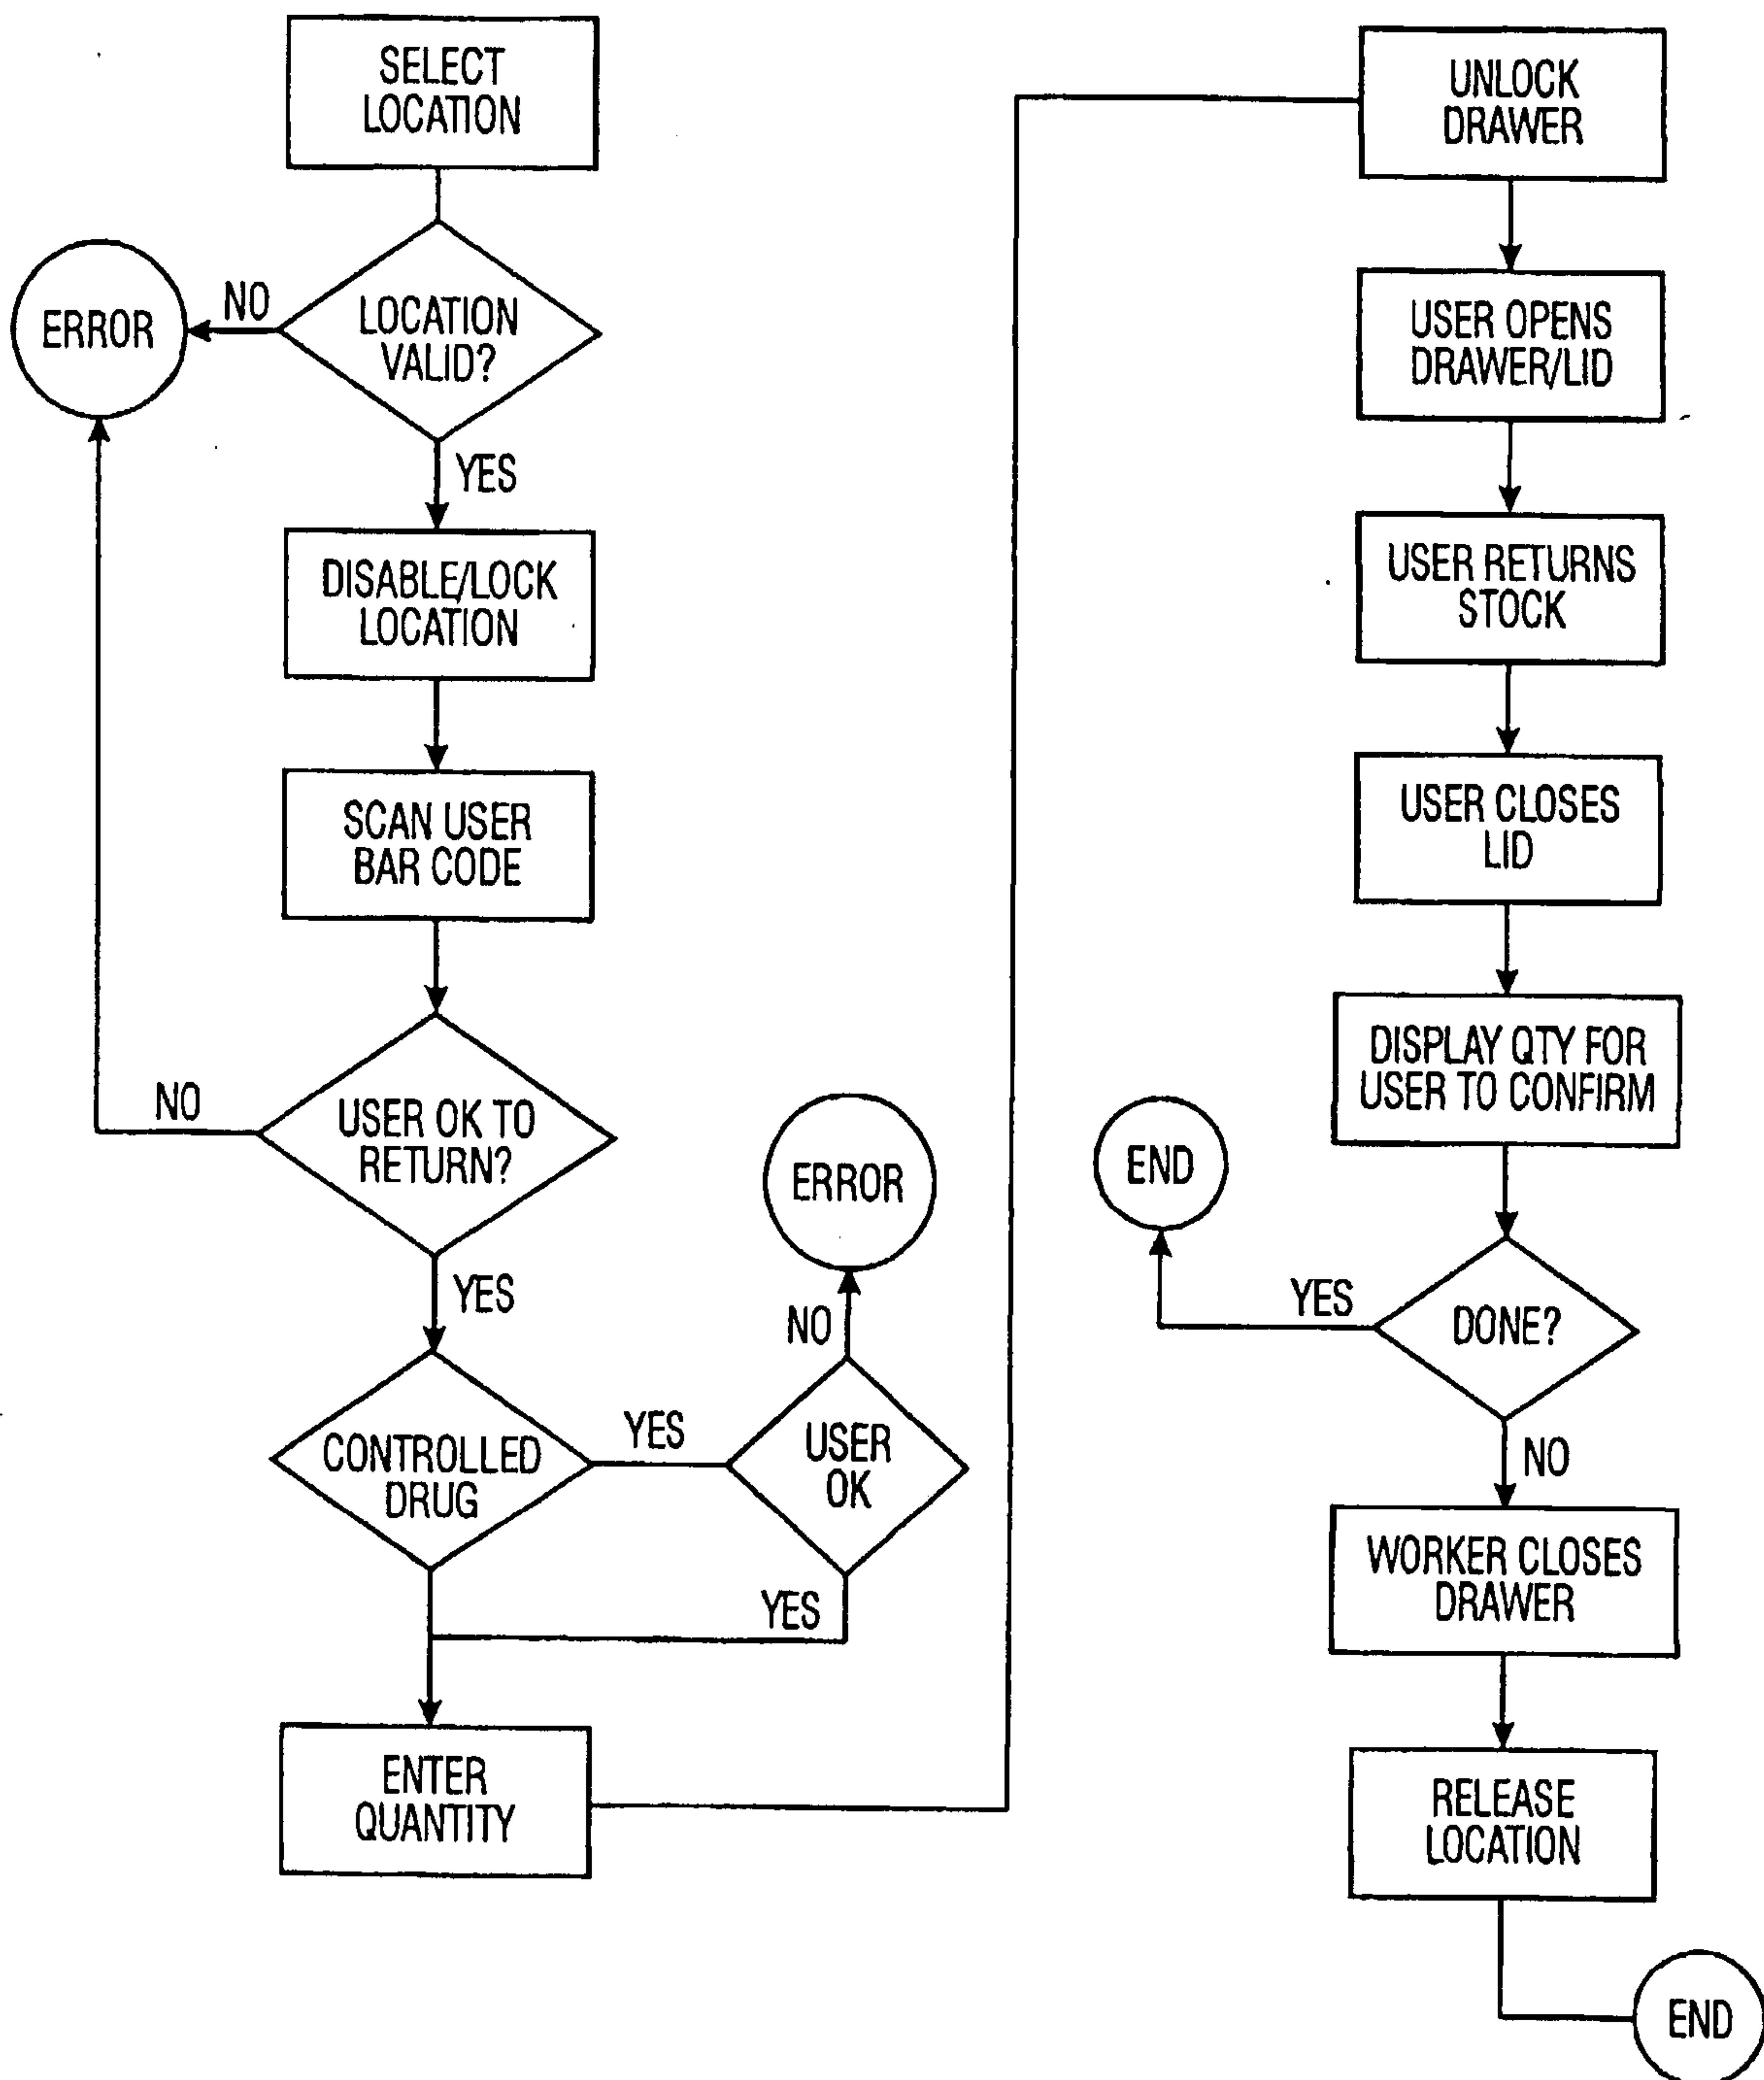 SELECT
LOCATION
LOCATION
VALID?
NO
ERROR
YES
DISABLE/LOCK
LOCATION
SCAN USER
BAR CODE
USER OK TO
RETURN?
NO
YES
CONTROLLED
DRUG
YES
USER
OK
NO
ERROR
YES
ENTER
QUANTITY
UNLOCK
DRAWER
USER OPENS
DRAWER/LID
USER RETURNS
STOCK
USER CLOSES
LID
DISPLAY QTY FOR
USER TO CONFIRM
DONE?
YES
END
NO
WORKER CLOSES
DRAWER
RELEASE
LOCATION
END